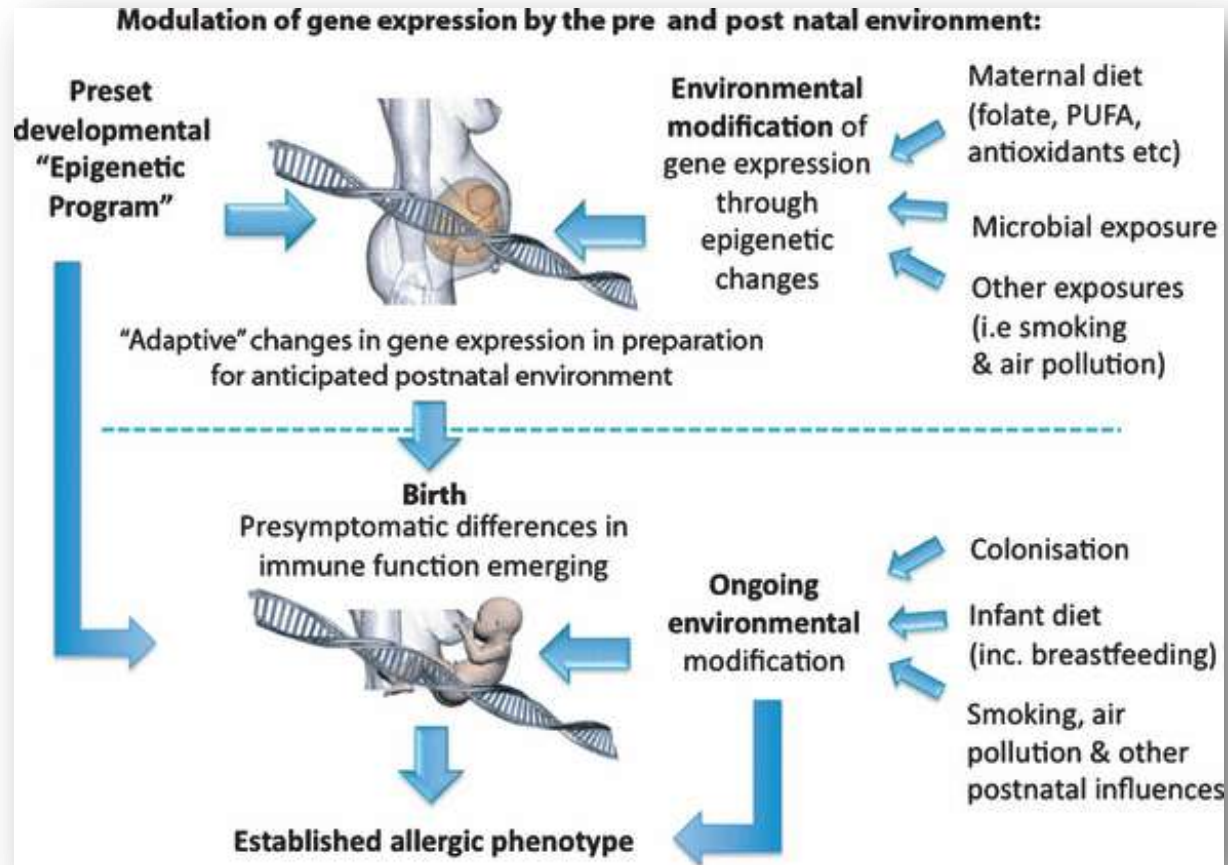 Modulation of gene expression by the pre and post natal environment:
Preset
developmental
“Epigenetic
Program”
Environmental
modification of
gene expression
through
epigenetic
changes
Maternal diet
(folate, PUFA,
antioxidants etc)
Microbial exposure
Other exposures
(i.e smoking
& air pollution)
“Adaptive” changes in gene expression in preparation
for anticipated postnatal environment
Birth
Presymptomatic differences in
immune function emerging
Ongoing
environmental
modification
Colonisation
Infant diet
(inc. breastfeeding)
Smoking, air
pollution & other
postnatal influences
Established allergic phenotype